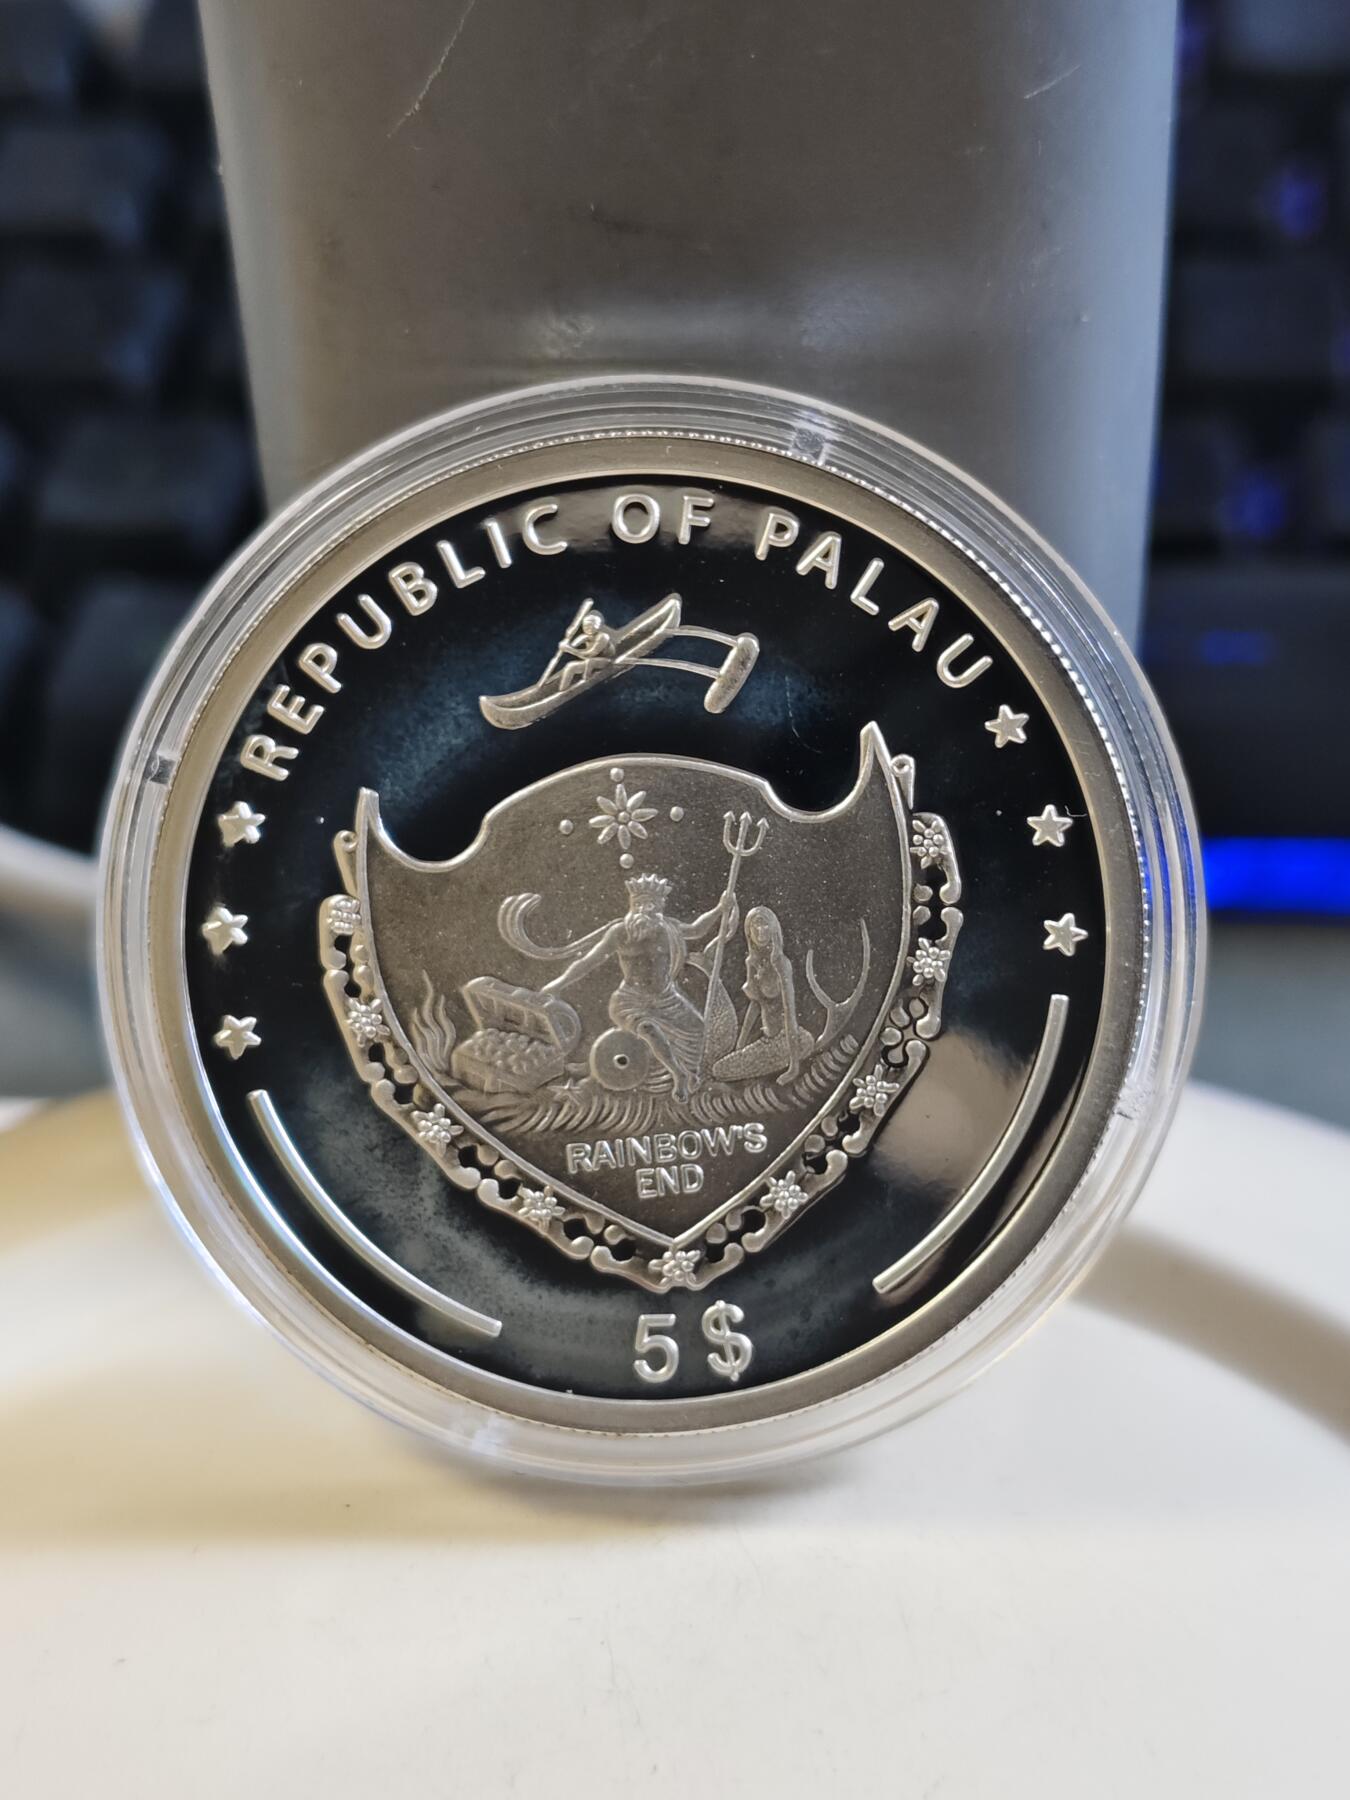 REPUBLIC OF PALAU
RAINBOW'S
END
5$